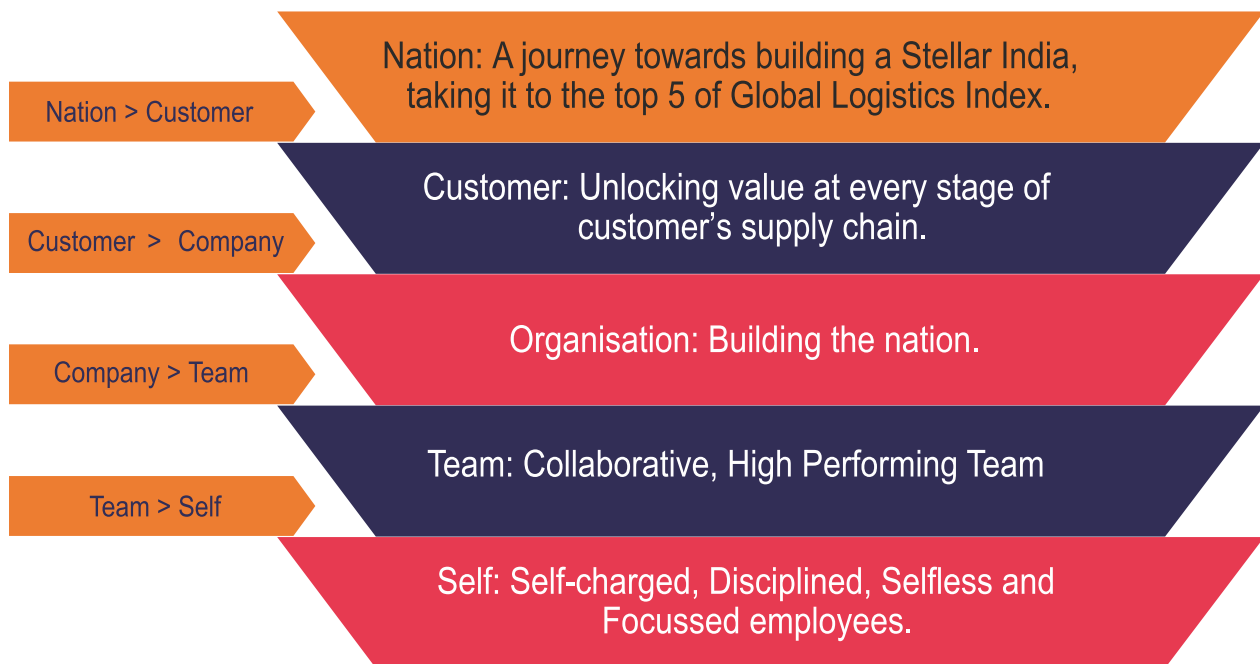 Nation: A journey towards building a Stellar India,
taking it to the top 5 of Global Logistics Index.
Nation > Customer
Customer: Unlocking value at every stage of
customer’s supply chain.
Customer > Company
Organisation: Building the nation.
Company > Team
Team: Collaborative, High Performing Team
Team > Self
Self: Self-charged, Disciplined, Selfless and
Focussed employees.